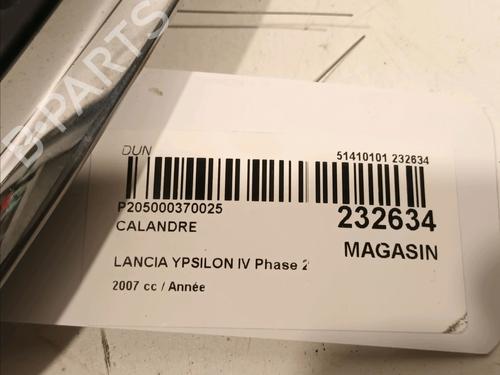 B-PARTS
DUN
51410101 232634
P205000370025
CALANDRE
232634
MAGASIN
LANCIA YPSILON IV Phase 2
2007 cc / Année